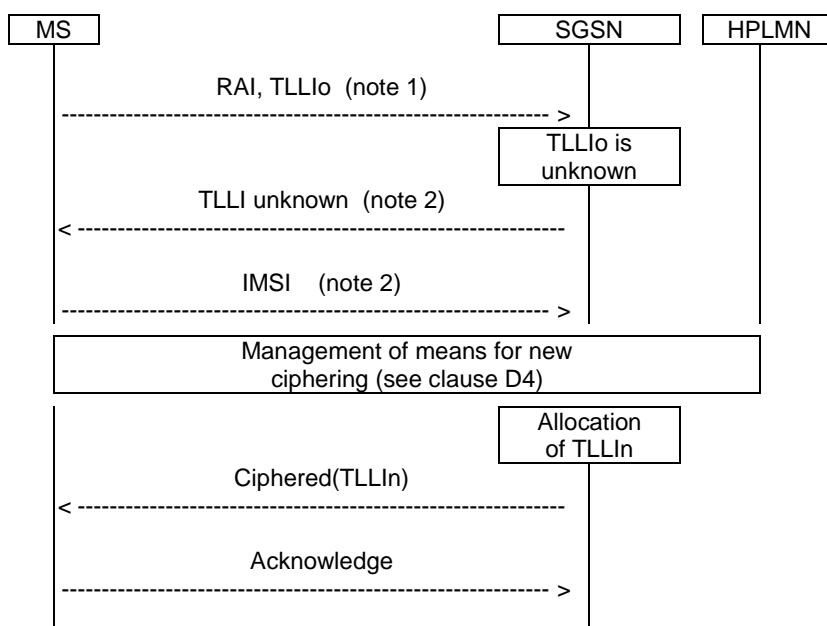 MS SGSN HPLMN
RAI, TLLIo (note 1)
TLLIo is
unknown
TLLI unknown (note 2)
IMSI (note 2)
Management of means for new
ciphering (see clause D4)
Allocation
of TLLIn
Ciphered(TLLIn)
Acknowledge